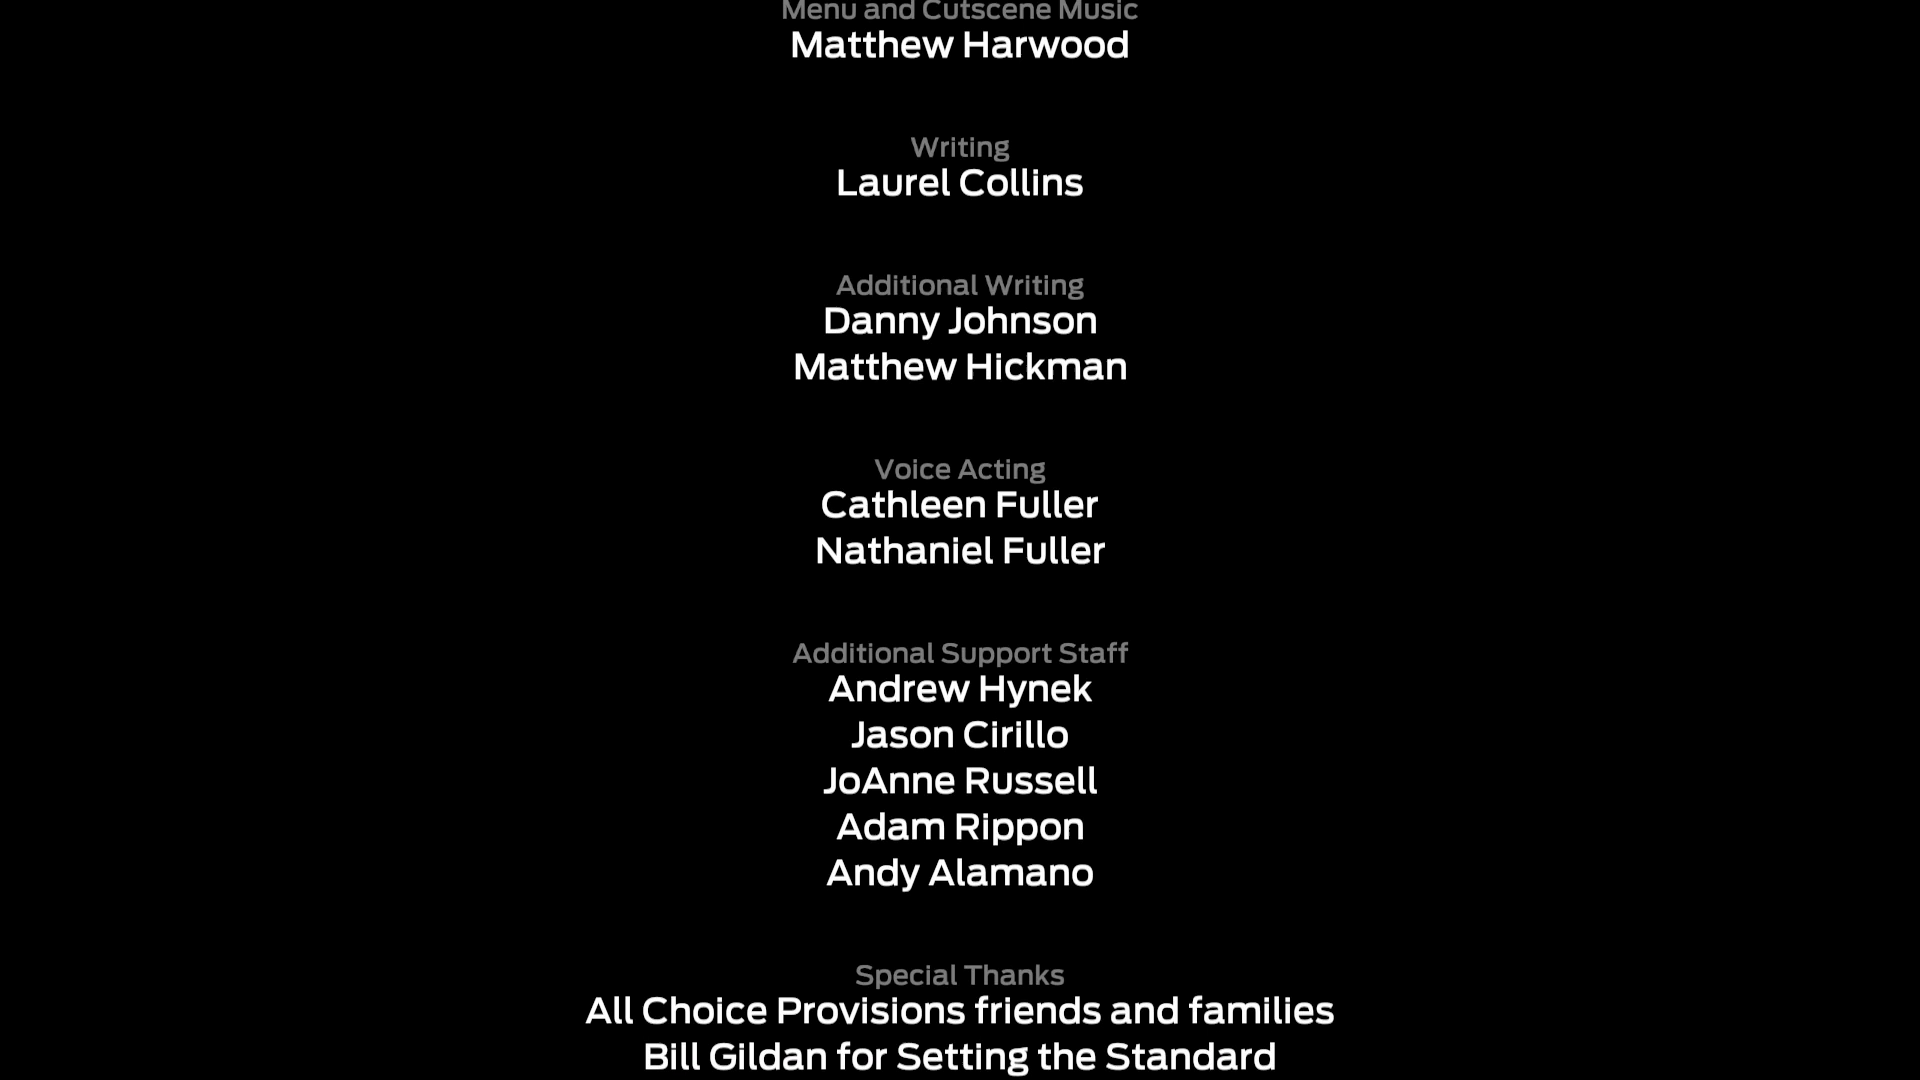 Menu and Cutscene Music
Matthew Harwood
Writing
Laurel Collins
Additional Writing
Danny Johnson
Matthew Hickman
Voice Acting
Cathleen Fuller
Nathaniel Fuller
Additional Support Staff
Andrew Hynek
Jason Cirillo
JoAnne Russell
Adam Rippon
Andy Alamano
Special Thanks
All Choice Provisions friends and families
Bill Gildan for Setting the Standard